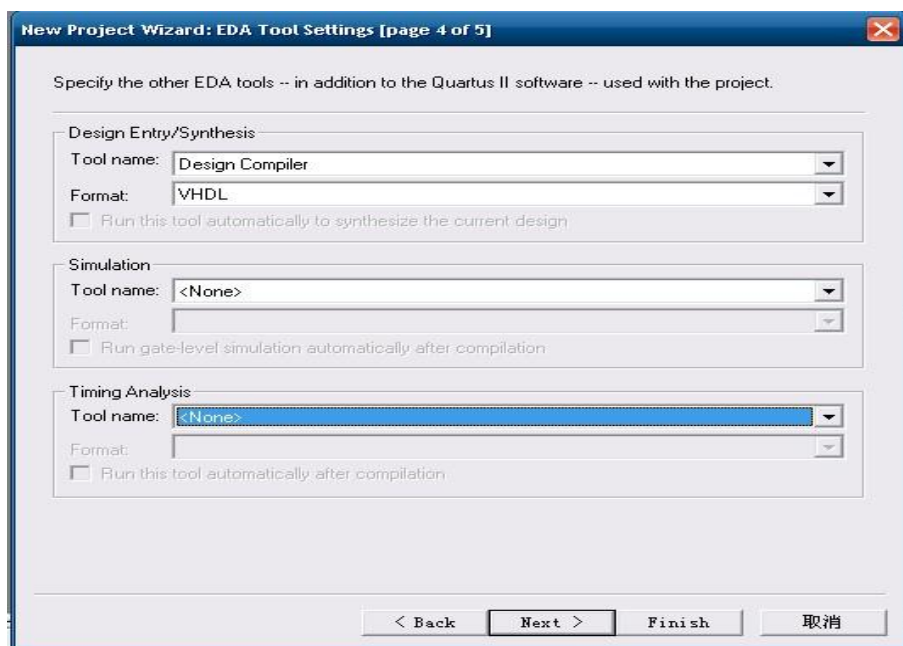 New Project Wizard: EDA Tool Settings [page 4 of 5]
Specify the other EDA tools -- in addition to the Quartus II software -- used with the project.
Design Entry/Synthesis
Tool name: Design Compiler
Format: VHDL
Run this tool automatically to synthesize the current design
Simulation
Tool name: <None>
Format:
Run gate-level simulation automatically after compilation
Timing Analysis
Tool name: <None>
Format:
Run this tool automatically after compilation
< Back Next > Finish 取消